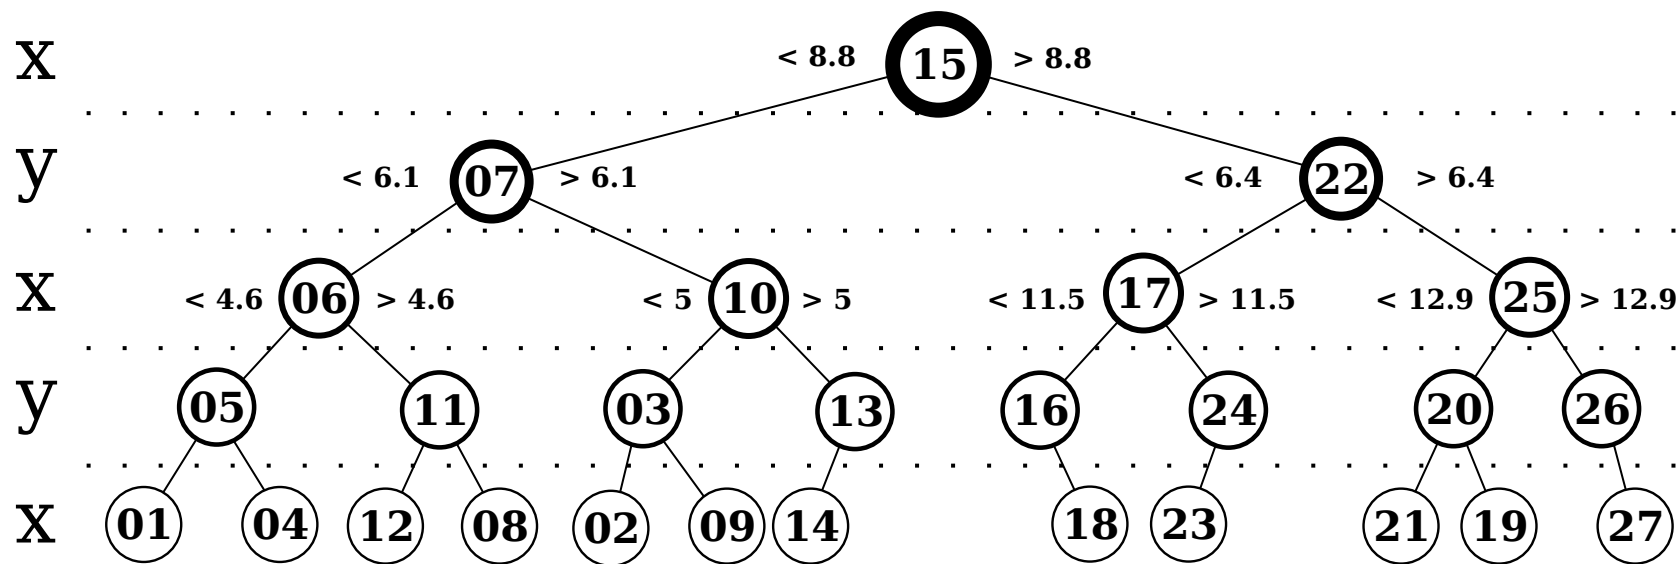 x < 8.8 15 > 8.8
y < 6.1 07 > 6.1 < 6.4 22 > 6.4
x < 4.6 06 > 4.6 < 5 10 > 5 < 11.5 17 > 11.5 < 12.9 25 > 12.9
y 05 11 03 13 16 24 20 26
x 01 04 12 08 02 09 14 18 23 21 19 27